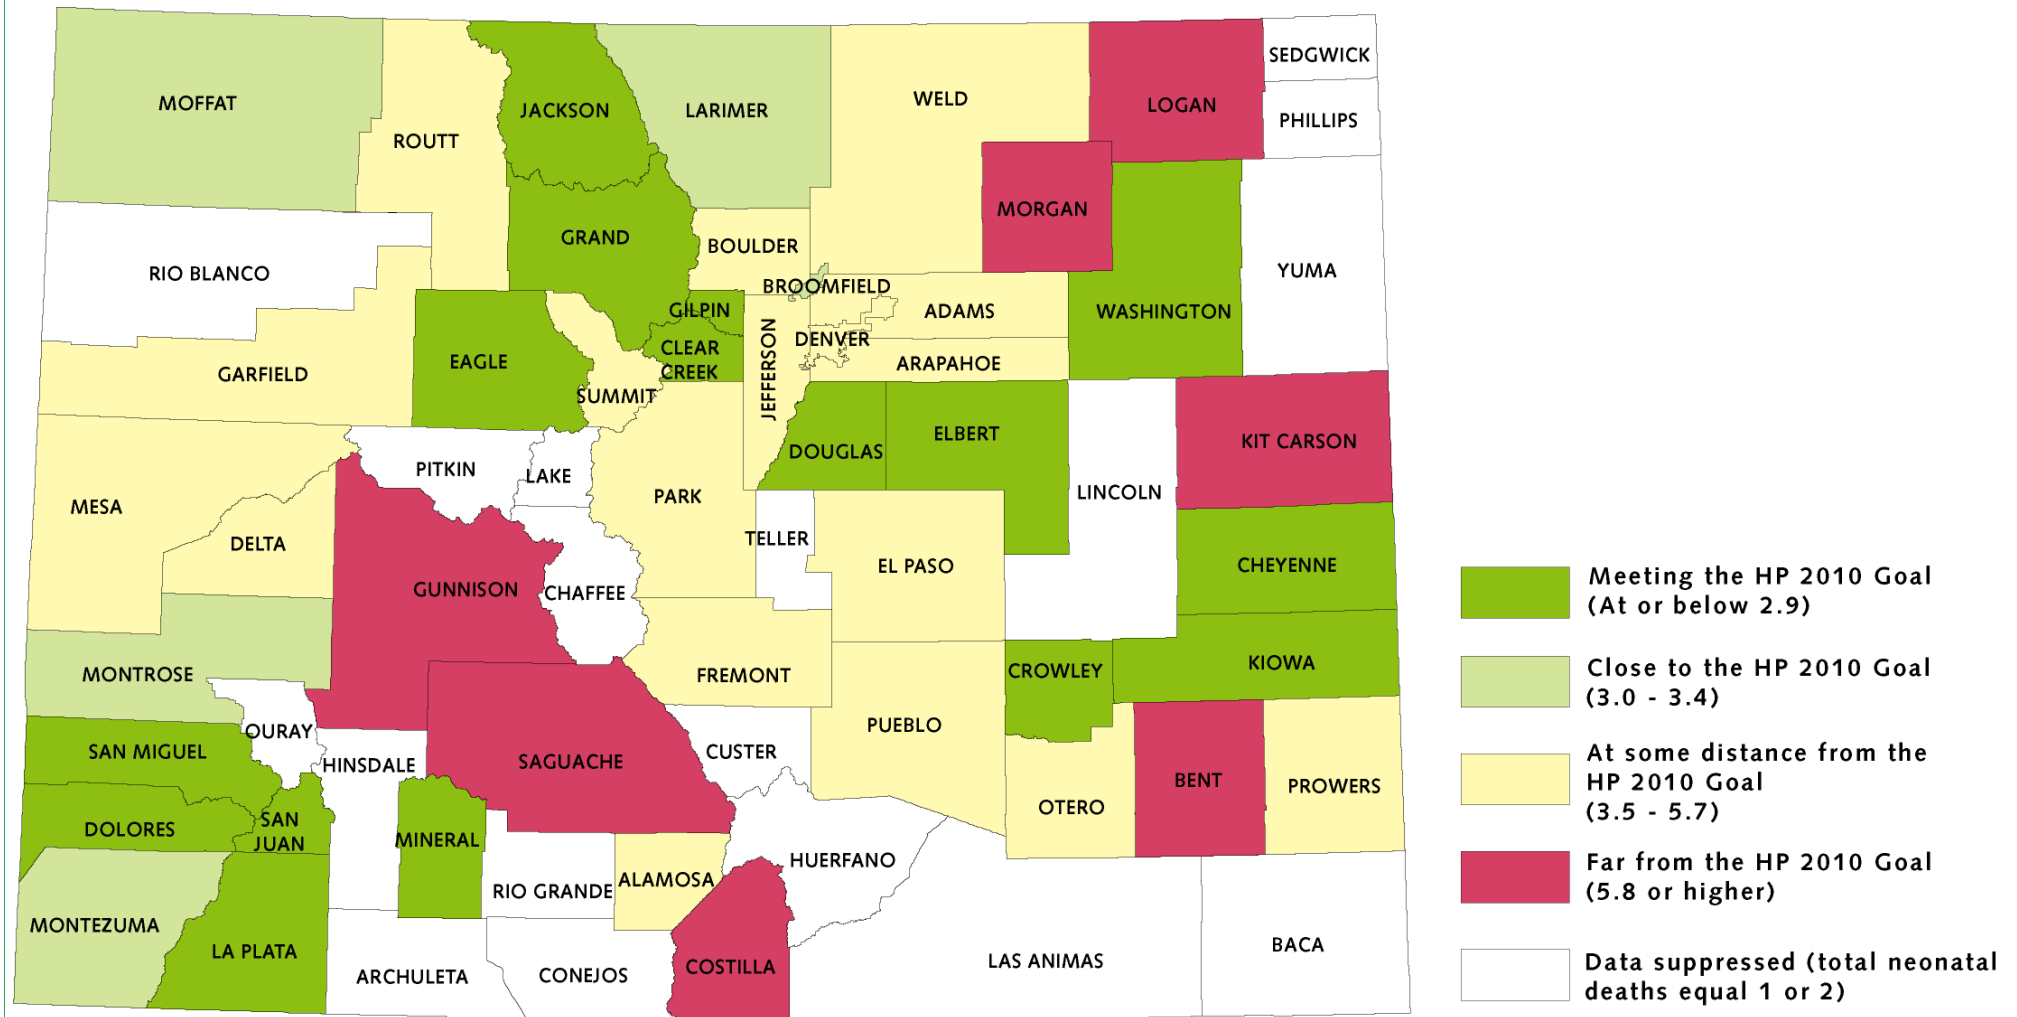 MOFFAT
ROUTT
JACKSON
LARIMER
WELD
LOGAN
SEDGWICK
PHILLIPS
MORGAN
GRAND
BOULDER
RIO BLANCO
YUMA
BROOMFIELD
GILPIN
ADAMS
WASHINGTON
DENVER
CLEAR
CREEK
EAGLE
GARFIELD
ARAPAHOE
JEFFERSON
SUMMIT
DOUGLAS
ELBERT
KIT CARSON
PITKIN
LAKE
LINCOLN
PARK
MESA
DELTA
TELLER
EL PASO
CHEYENNE
GUNNISON
CHAFFEE
MONTROSE
FREMONT
CROWLEY
KIOWA
OURAY
PUEBLO
SAN MIGUEL
HINSDALE
SAGUACHE
CUSTER
BENT
PROWERS
OTERO
DOLORES
SAN
JUAN
MINERAL
HUERFANO
RIO GRANDE
ALAMOSA
MONTEZUMA
LA PLATA
ARCHULETA
CONEJOS
COSTILLA
LAS ANIMAS
BACA
Meeting the HP 2010 Goal
(At or below 2.9)
Close to the HP 2010 Goal
(3.0 - 3.4)
At some distance from the
HP 2010 Goal
(3.5 - 5.7)
Far from the HP 2010 Goal
(5.8 or higher)
Data suppressed (total neonatal
deaths equal 1 or 2)